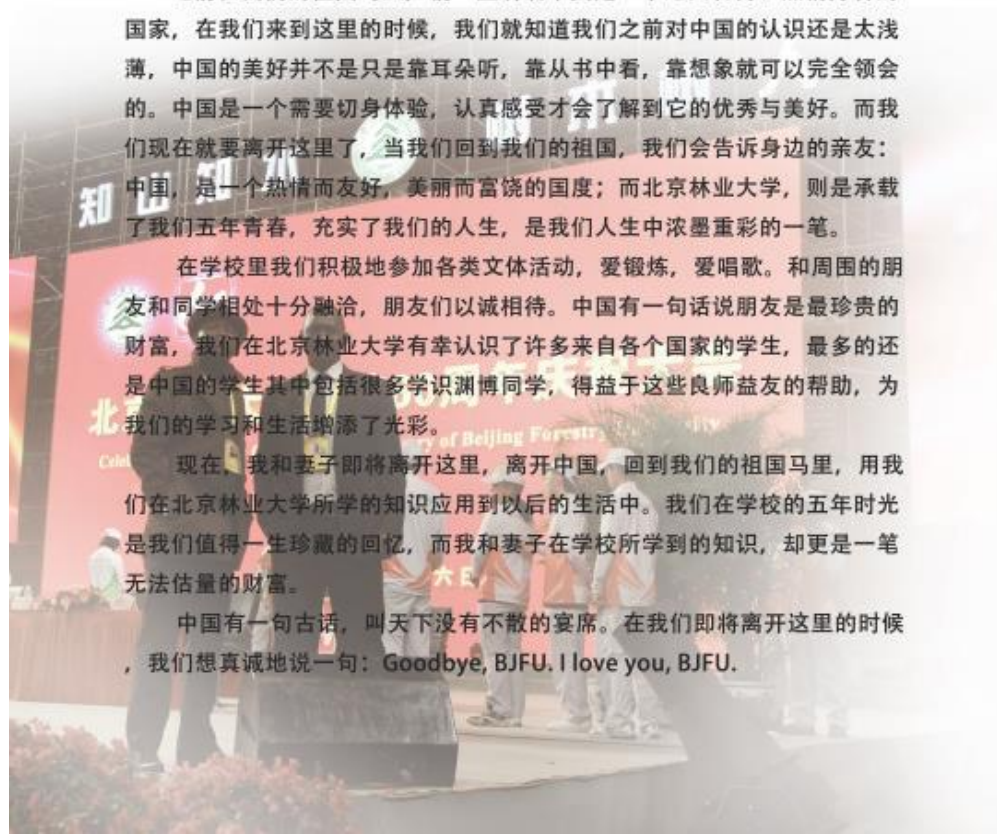 国家，在我们来到这里的时候，我们就知道我们之前对中国的认识还是太浅
薄，中国的美好并不是只是靠耳朵听，靠从书中看，靠想象就可以完全领会
的。中国是一个需要切身体验，认真感受才会了解到它的优秀与美好。而我
们现在就要离开这里了，当我们回到我们的祖国，我们会告诉身边的亲友：
中国，是一个热情而友好，美丽而富饶的国度；而北京林业大学，则是承载
了我们五年青春，充实了我们的人生，是我们人生中浓墨重彩的一笔。
在学校里我们积极地参加各类文体活动，爱锻炼，爱唱歌。和周围的朋
友和同学相处十分融洽，朋友们以诚相待。中国有一句话说朋友是最珍贵的
财富，我们在北京林业大学有幸认识了许多来自各个国家的学生，最多的还
是中国的学生其中包括很多学识渊博同学，得益于这些良师益友的帮助，为
我们的学习和生活增添了光彩。
现在，我和妻子即将离开这里，离开中国，回到我们的祖国马里，用我
们在北京林业大学所学的知识应用到以后的生活中。我们在学校的五年时光
是我们值得一生珍藏的回忆，而我和妻子在学校所学到的知识，却更是一笔
无法估量的财富。
中国有一句古话，叫天下没有不散的宴席。在我们即将离开这里的时候
，我们想真诚地说一句：Goodbye, BJFU. I love you, BJFU.
知山知水
北
周年庆
of Beijing Forestry